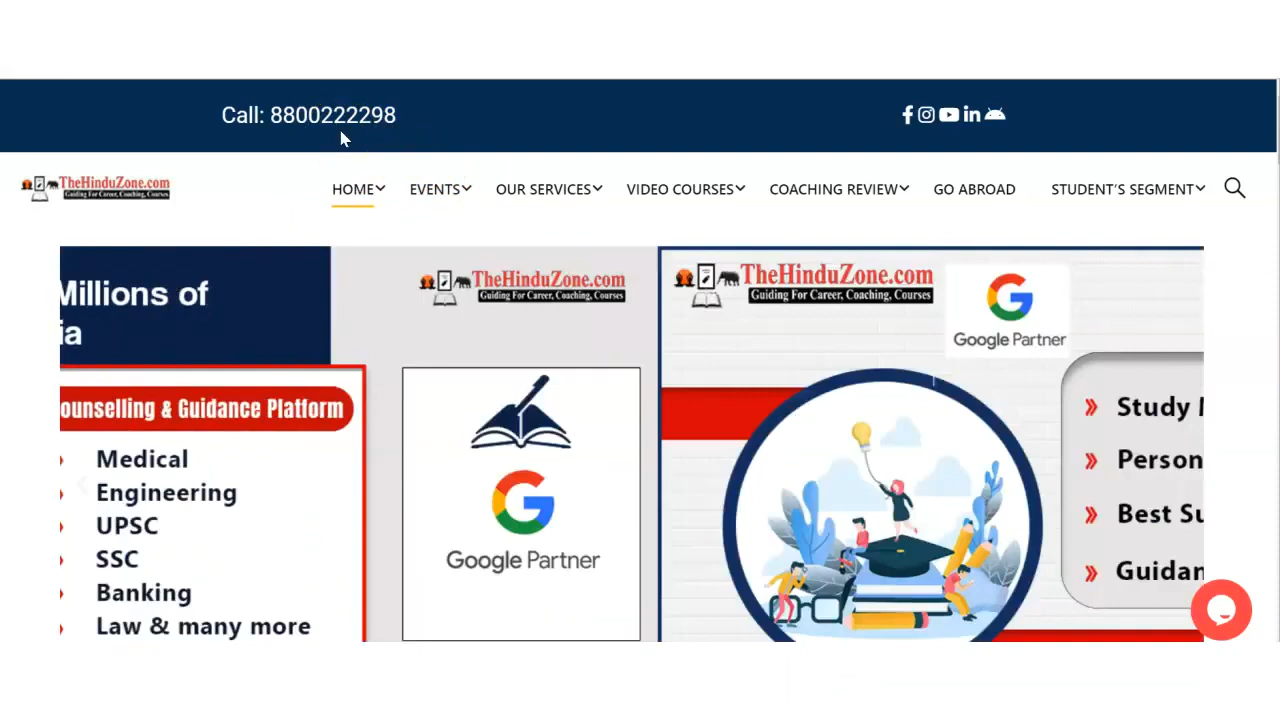 Call: 8800222298
TheHinduZone.com
Guiding For Career, Coaching, Courses
HOME EVENTS OUR SERVICES VIDEO COURSES COACHING REVIEW GO ABROAD STUDENT'S SEGMENT
Millions of
ia
ounselling & Guidance Platform
Medical
Engineering
UPSC
SSC
Banking
Law & many more
TheHinduZone.com
Guiding For Career, Coaching, Courses
Google Partner
TheHinduZone.com
Guiding For Career, Coaching, Courses
Google Partner
Study
Person
Best Su
Guidan